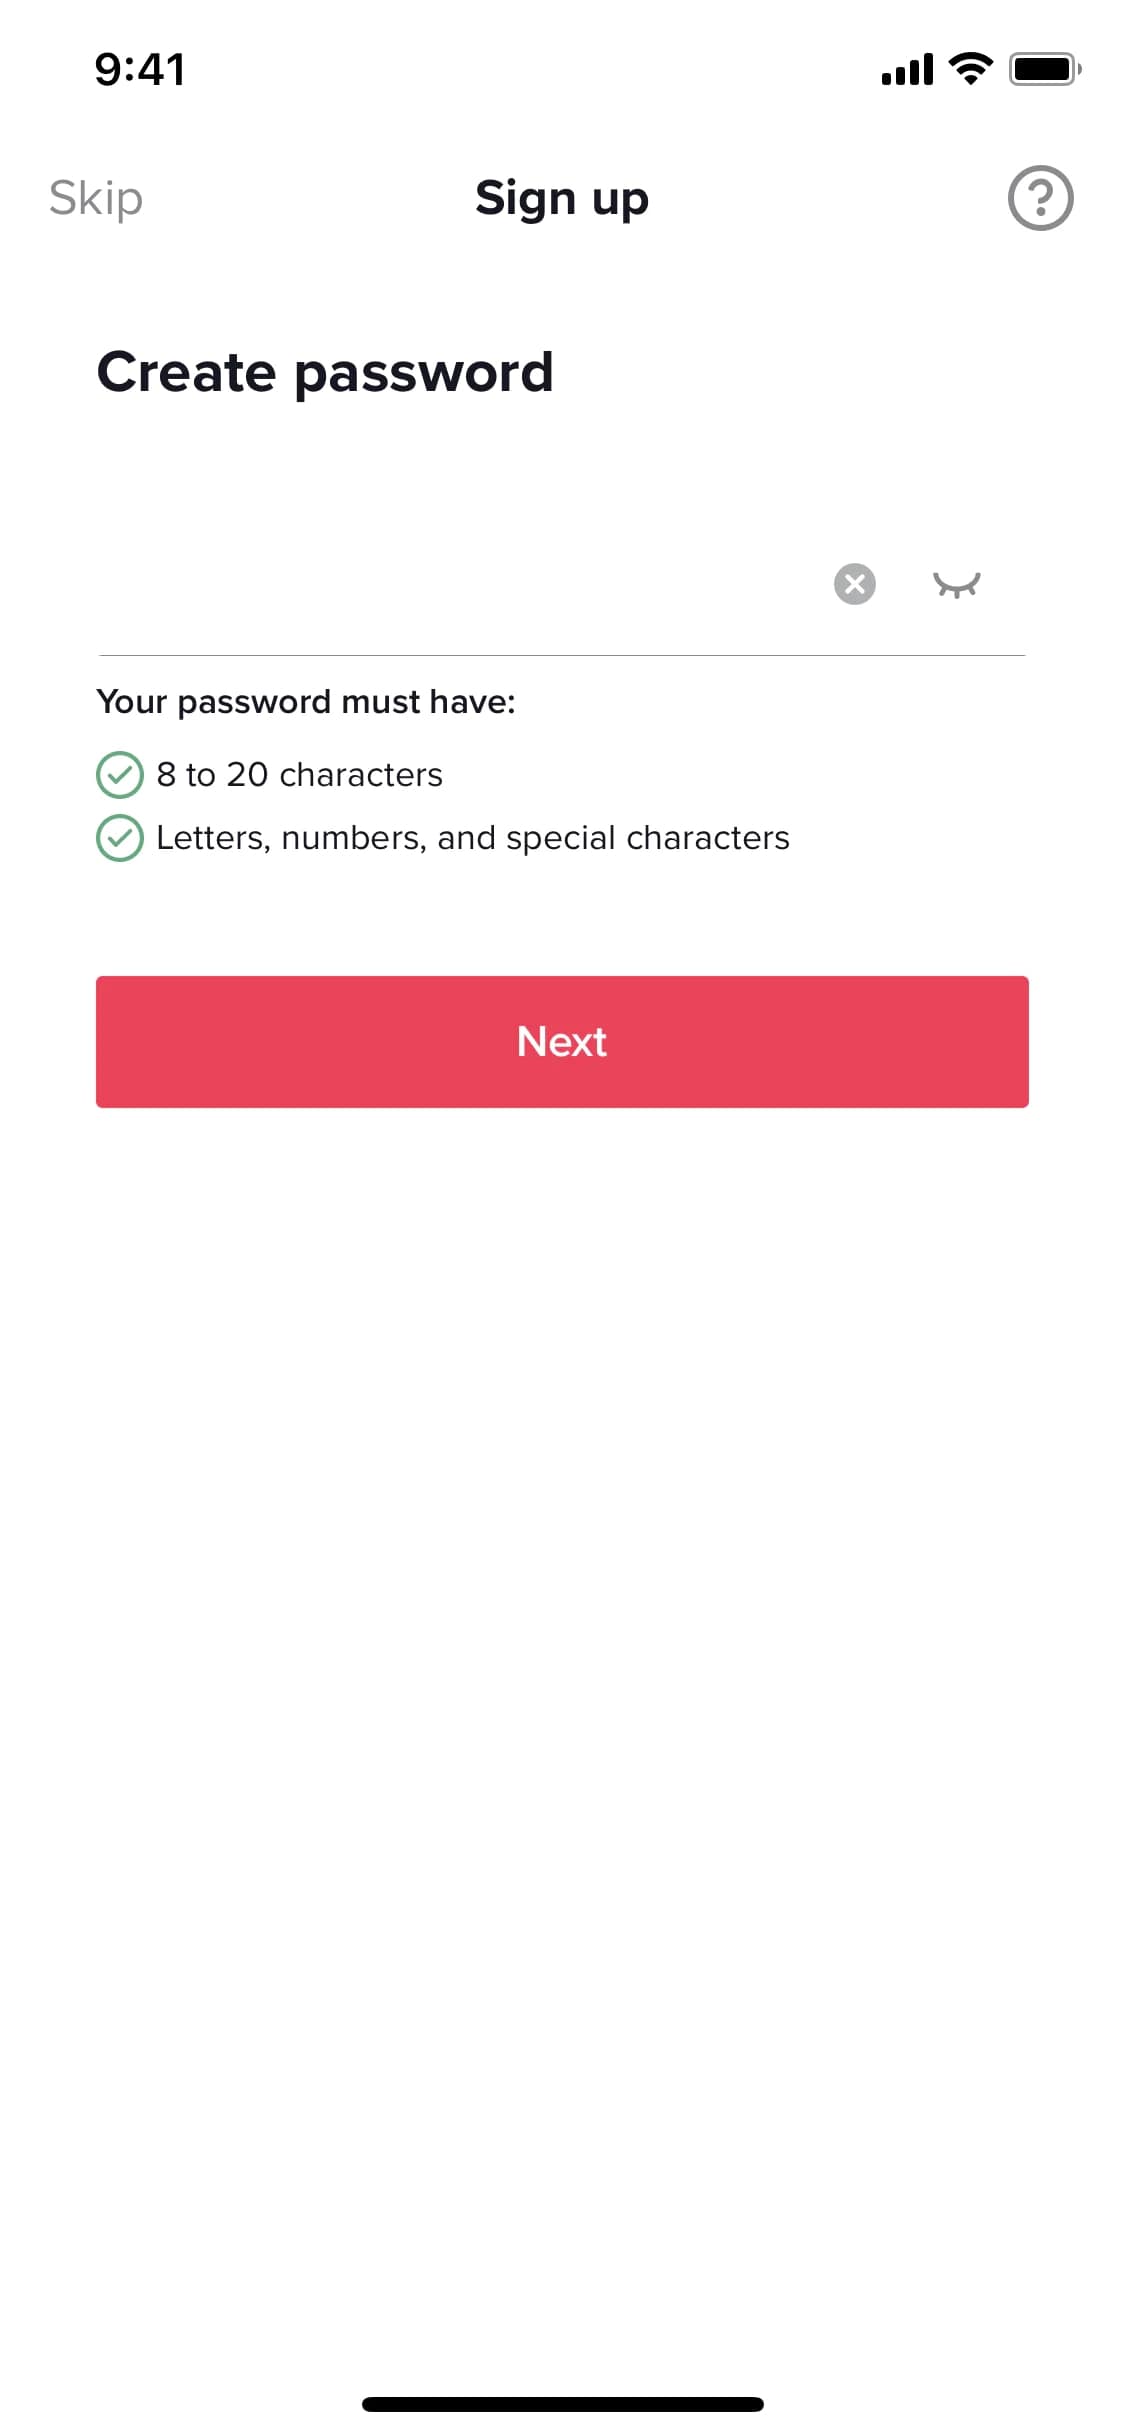 9:41
Skip
Sign up
Create password
Your password must have:
8 to 20 characters
Letters, numbers, and special characters
Next